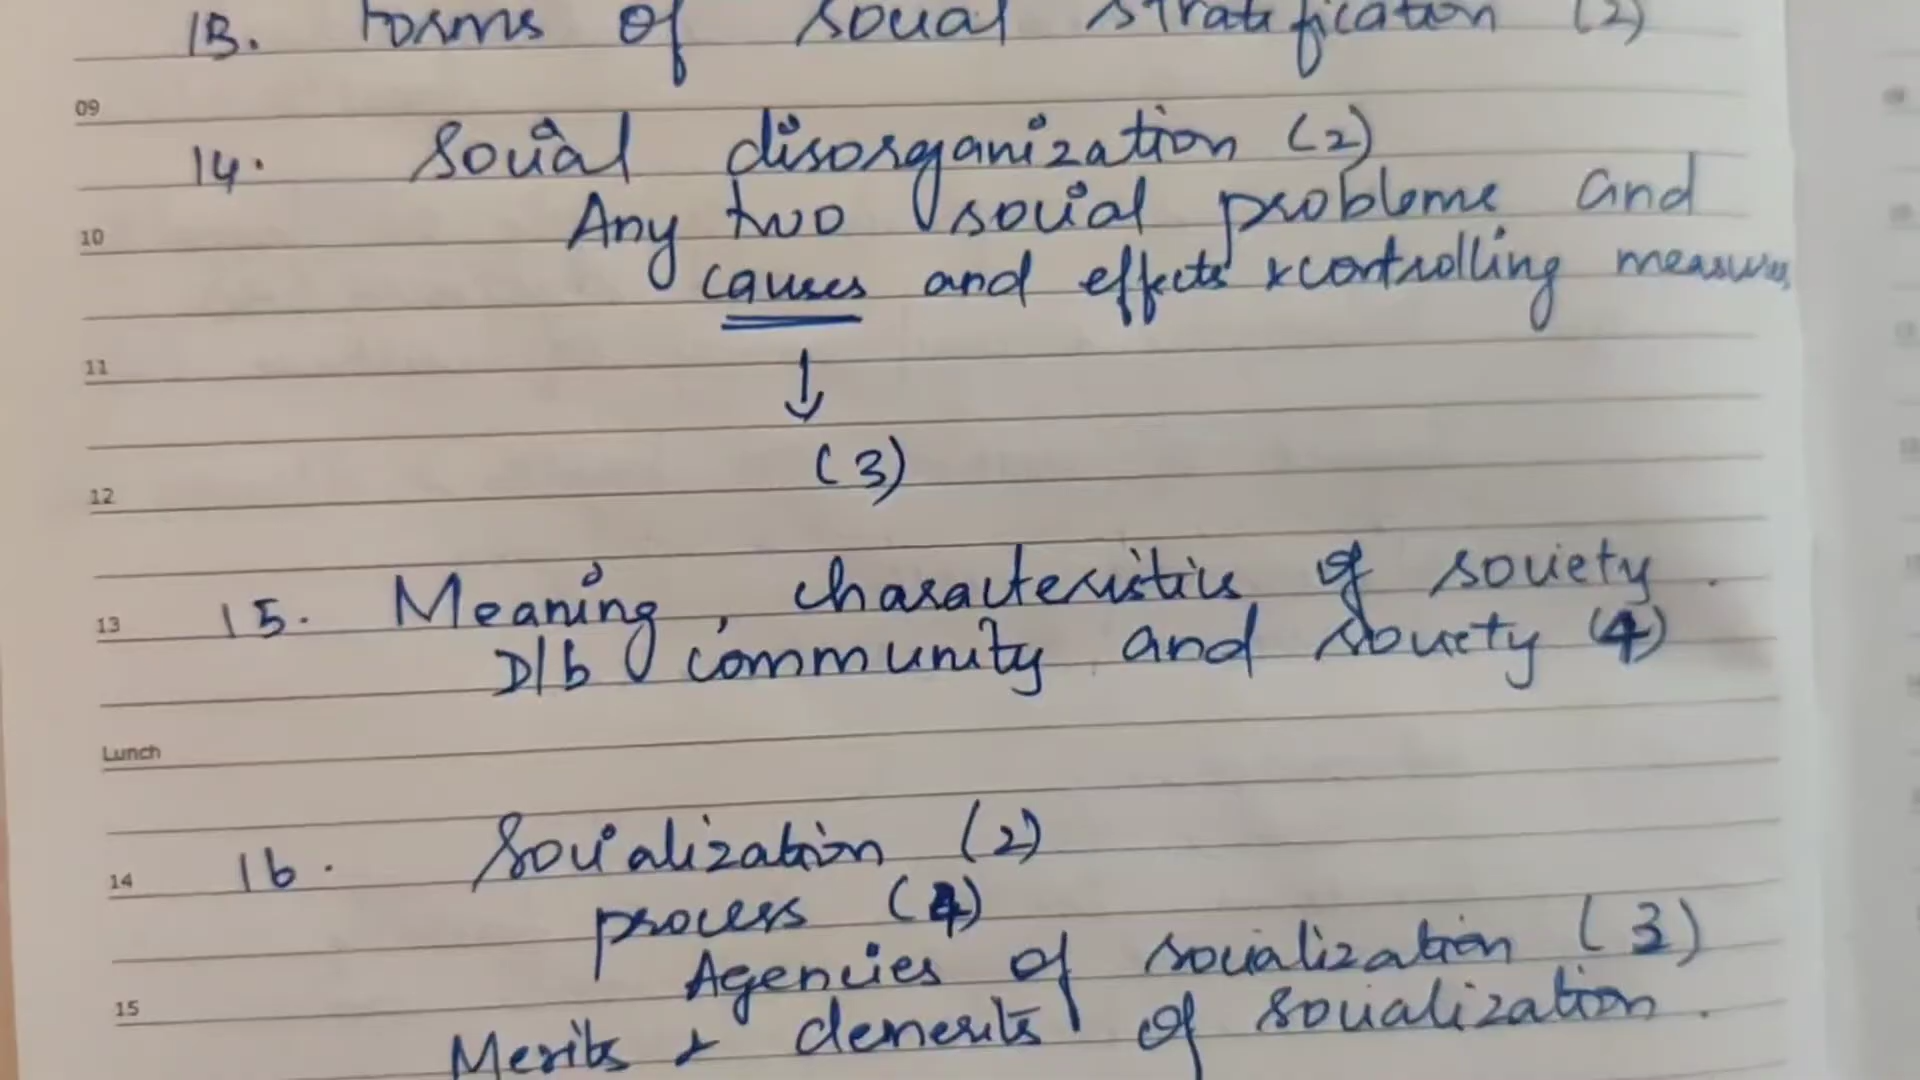 13. Forms of social stratification (2)
09
14. Social disorganization (2)
10
Any two social problems and
causes and effects & controlling measures
11
↓
(3)
12
13
15. Meaning, characteristics of society.
D/b community and society (4)
Lunch
14
16. Socialization (2)
process (4)
Agencies of socialization (3)
15
Merits & demerits of socialization.